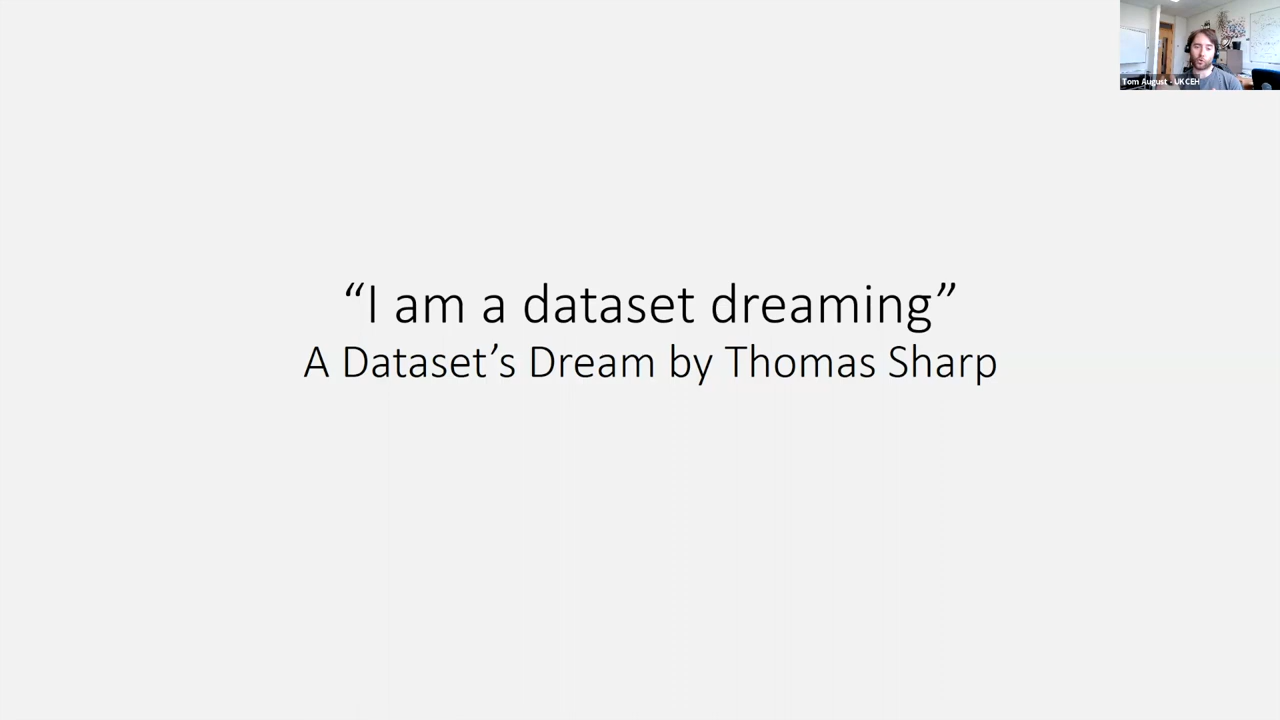 Tom August - UKCEH
“I am a dataset dreaming”
A Dataset’s Dream by Thomas Sharp